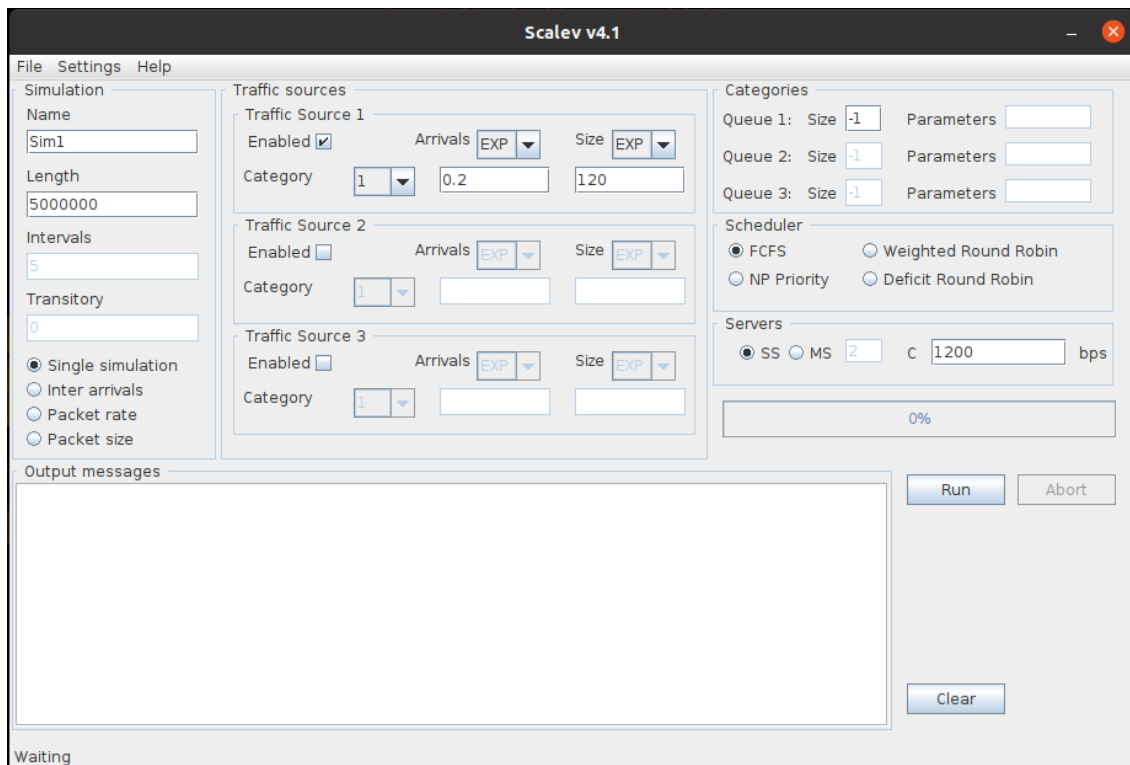 Scalev v4.1
File Settings Help
Simulation
Name
Sim1
Length
5000000
Intervals
5
Transitory
0
Single simulation
Inter arrivals
Packet rate
Packet size
Traffic sources
Traffic Source 1
Enabled Arrivals EXP Size EXP
Category 1 0.2 120
Traffic Source 2
Enabled Arrivals EXP Size EXP
Category 1
Traffic Source 3
Enabled Arrivals EXP Size EXP
Category 1
Categories
Queue 1: Size -1 Parameters
Queue 2: Size -1 Parameters
Queue 3: Size -1 Parameters
Scheduler
FCFS Weighted Round Robin
NP Priority Deficit Round Robin
Servers
SS MS 2 C 1200 bps
0%
Output messages
Run Abort
Clear
Waiting